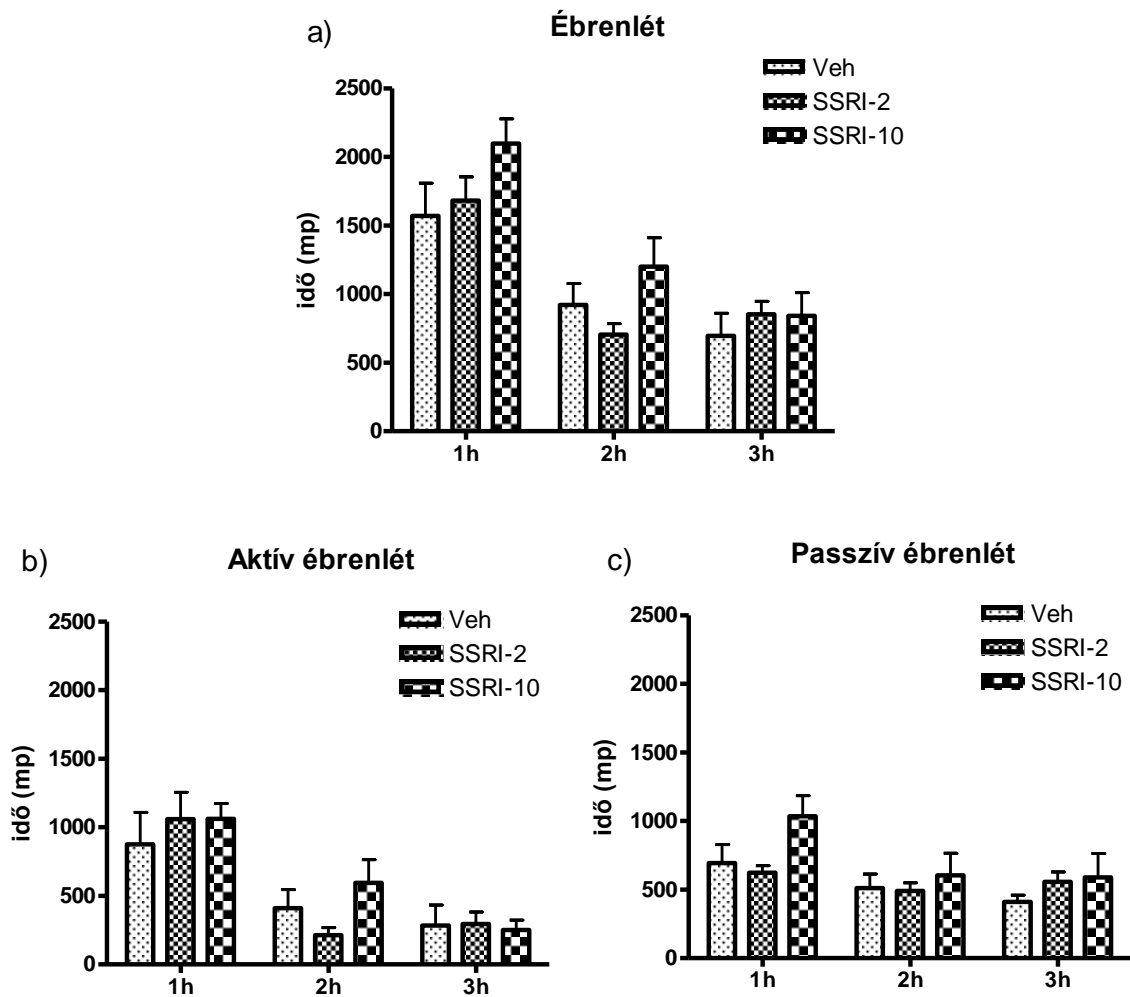 a)
Ébrenlét
Veh
SSRI-2
SSRI-10
idő (mp)
2500
2000
1500
1000
500
0
1h 2h 3h
b)
Aktív ébrenlét
Veh
SSRI-2
SSRI-10
idő (mp)
2500
2000
1500
1000
500
0
1h 2h 3h
c)
Passzív ébrenlét
Veh
SSRI-2
SSRI-10
idő (mp)
2500
2000
1500
1000
500
0
1h 2h 3h